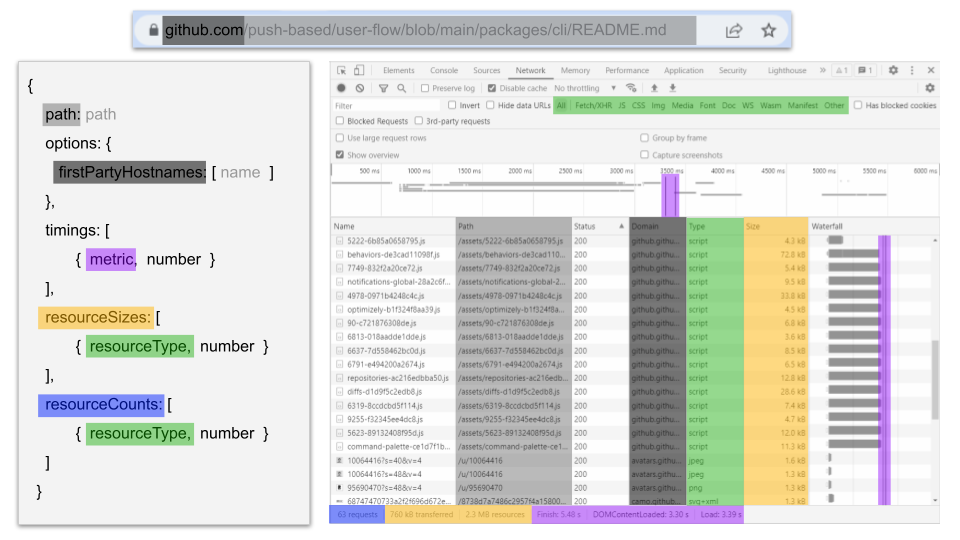 github.com/push-based/user-flow/blob/main/packages/cli/README.md
{
path: path
options: {
firstPartyHostnames: [ name ]
},
timings: [
{ metric, number }
],
resourceSizes: [
{ resourceType, number }
],
resourceCounts: [
{ resourceType, number }
]
}
Elements Console Sources Network Memory Performance Application Security Lighthouse » 1 1
Preserve log Disable cache No throttling
Filter Invert Hide data URLs All Fetch/XHR JS CSS Img Media Font Doc WS Wasm Manifest Other Has blocked cookies
Blocked Requests 3rd-party requests
Use large request rows Group by frame
Show overview Capture screenshots
500 ms 1000 ms 1500 ms 2000 ms 2500 ms 3000 ms 3500 ms 4000 ms 4500 ms 5000 ms 5500 ms 6000 ms
Name Path Status Domain Type Size Waterfall
5222-6b85a0658795.js /assets/5222-6b85a0658795.js 200 github.githu... script 4.3 kB
behaviors-de3cad11098f.js /assets/behaviors-de3cad110... 200 github.githu... script 72.8 kB
7749-832f2a20ce72.js /assets/7749-832f2a20ce72.js 200 github.githu... script 5.4 kB
notifications-global-28a2c6f... /assets/notifications-global-... 200 github.githu... script 9.5 kB
4978-0971b4248c4c.js /assets/4978-0971b4248c4c.js 200 github.githu... script 33.8 kB
optimizely-b1f324f8aa39.js /assets/optimizely-b1f324f8... 200 github.githu... script 4.5 kB
90-c721876308de.js /assets/90-c721876308de.js 200 github.githu... script 6.8 kB
6813-018aadde1dde.js /assets/6813-018aadde1dde.js 200 github.githu... script 3.6 kB
6637-7d558462bc0d.js /assets/6637-7d558462bc0d.js 200 github.githu... script 8.5 kB
6791-e494200a2674.js /assets/6791-e494200a2674.js 200 github.githu... script 6.5 kB
repositories-ac216edbba50.js /assets/repositories-ac216e... 200 github.githu... script 12.8 kB
diffs-d1d9f5c2edb8.js /assets/diffs-d1d9f5c2edb8.js 200 github.githu... script 28.6 kB
6319-8ccdcbd5f114.js /assets/6319-8ccdcbd5f114.js 200 github.githu... script 7.4 kB
9255-f32345ee4dc8.js /assets/9255-f32345ee4dc8.js 200 github.githu... script 4.7 kB
5623-89132408f95d.js /assets/5623-89132408f95d.js 200 github.githu... script 12.0 kB
command-palette-ce1d7f1b... /assets/command-palette-ce... 200 github.githu... script 11.3 kB
10064416?s=40&v=4 /u/10064416 200 avatars.githu... jpeg 1.6 kB
10064416?s=48&v=4 /u/10064416 200 avatars.githu... jpeg 1.3 kB
95690470?s=48&v=4 /u/95690470 200 avatars.githu... png 1.5 kB
68747470733a2f2f696d672e... /8738d7a7486c2957f4a15800... 200 camo.githu... svg+xml 1.3 kB
63 requests 760 kB transferred 2.3 MB resources Finish: 5.48 s DOMContentLoaded: 3.30 s Load: 3.39 s